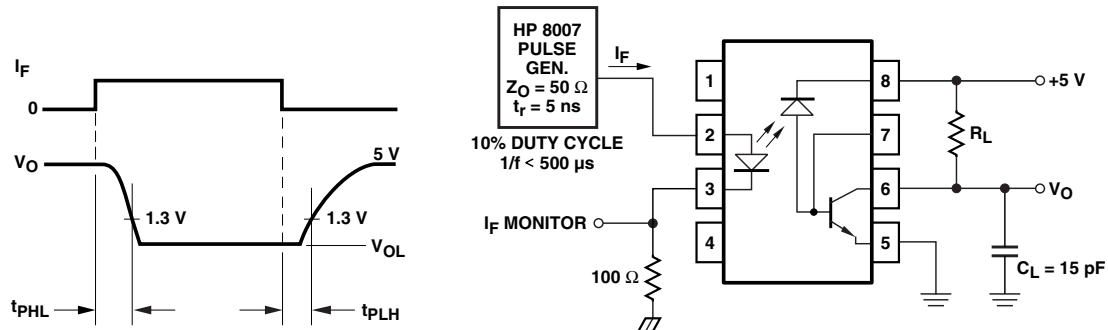 I_F
0
V_O
5 V
1.3 V
1.3 V
V_OL
t_PHL
t_PLH
HP 8007
PULSE
GEN.
Z_O = 50 Ω
t_r = 5 ns
10% DUTY CYCLE
1/f < 500 µs
I_F
I_F MONITOR
100 Ω
1
2
3
4
8
7
6
5
+5 V
R_L
V_O
C_L = 15 pF